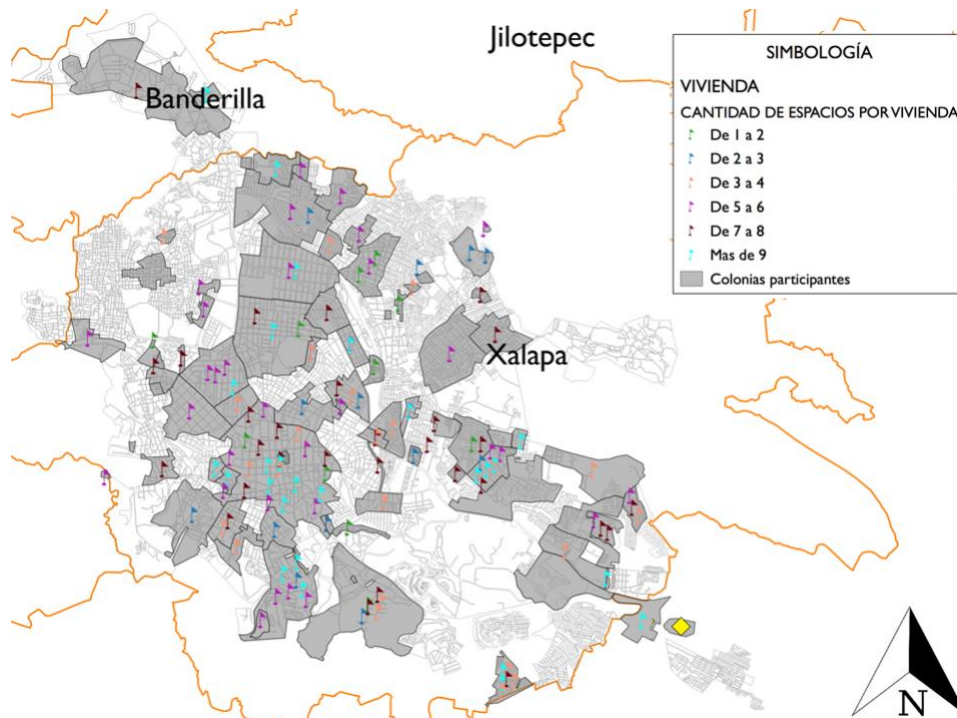 Jilotepec
Banderilla
Xalapa
SIMBOLOGÍA
VIVIENDA
CANTIDAD DE ESPACIOS POR VIVIENDA
De 1 a 2
De 2 a 3
De 3 a 4
De 5 a 6
De 7 a 8
Mas de 9
Colonias participantes
N